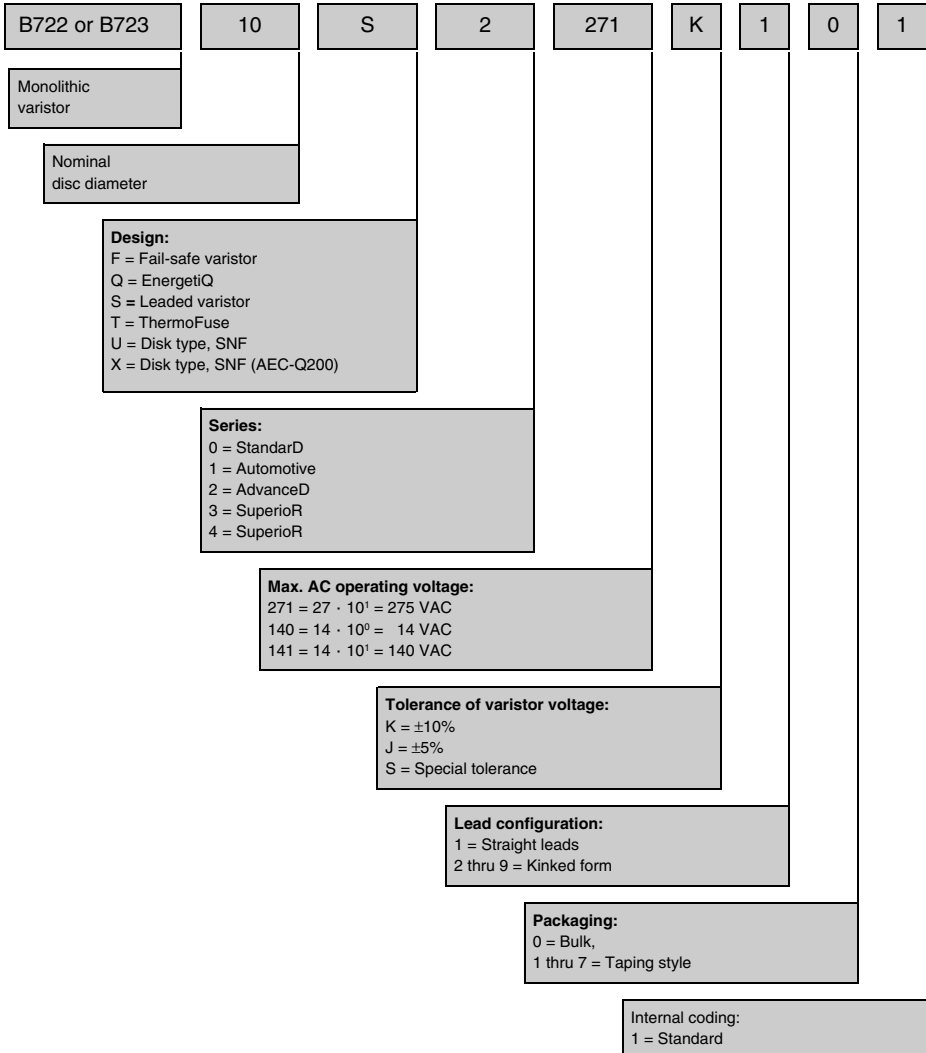 B722 or B723 10 S 2 271 K 1 0 1
Monolithic
varistor
Nominal
disc diameter
Design:
F = Fail-safe varistor
Q = EnergetiQ
S = Leaded varistor
T = ThermoFuse
U = Disk type, SNF
X = Disk type, SNF (AEC-Q200)
Series:
0 = StandarD
1 = Automotive
2 = AdvanceD
3 = SuperioR
4 = SuperioR
Max. AC operating voltage:
271 = 27 · 10¹ = 275 VAC
140 = 14 · 10⁰ = 14 VAC
141 = 14 · 10¹ = 140 VAC
Tolerance of varistor voltage:
K = ±10%
J = ±5%
S = Special tolerance
Lead configuration:
1 = Straight leads
2 thru 9 = Kinked form
Packaging:
0 = Bulk,
1 thru 7 = Taping style
Internal coding:
1 = Standard